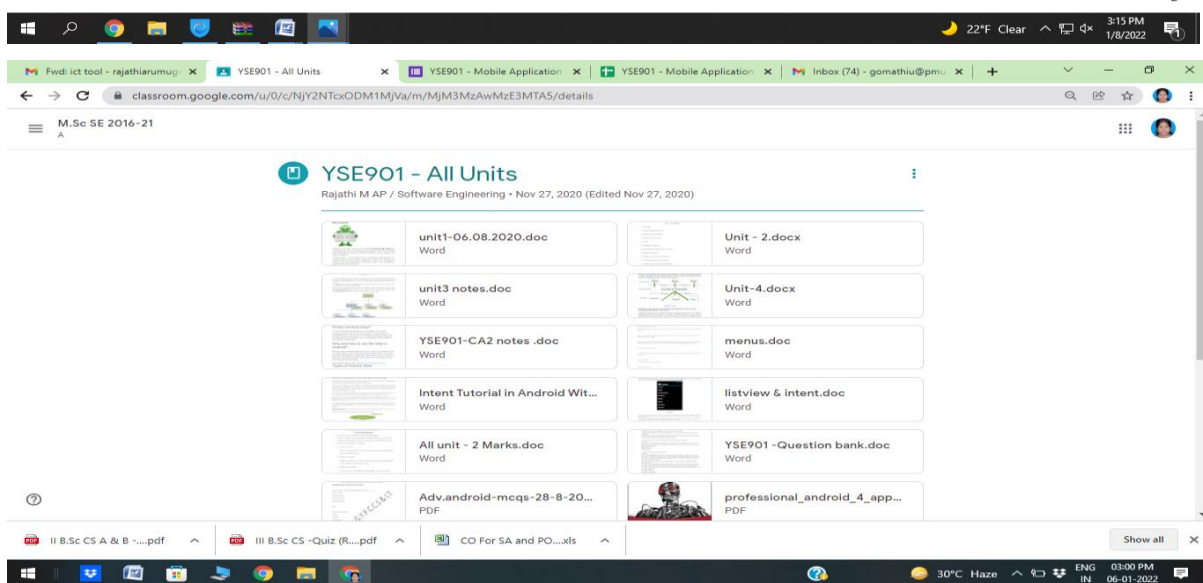 22°F Clear
3:15 PM
1/8/2022
Fwd: ict tool - rajathiarumug
YSE901 - All Units
YSE901 - Mobile Application
YSE901 - Mobile Application
Inbox (74) - gomathiu@pmu
classroom.google.com/u/0/c/NjY2NTcxODM1MjVa/m/MjM3MzAwMzE3MTA5/details
M.Sc SE 2016-21
A
YSE901 - All Units
Rajathi M AP / Software Engineering • Nov 27, 2020 (Edited Nov 27, 2020)
unit1-06.08.2020.doc
Word
Unit - 2.docx
Word
unit3 notes.doc
Word
Unit-4.docx
Word
YSE901-CA2 notes .doc
Word
menus.doc
Word
Intent Tutorial in Android Wit...
Word
listview & intent.doc
Word
All unit - 2 Marks.doc
Word
YSE901 -Question bank.doc
Word
Adv.android-mcqs-28-8-20...
PDF
professional_android_4_app...
PDF
II B.Sc CS A & B -....pdf
III B.Sc CS -Quiz (R....pdf
CO For SA and PO....xls
Show all
30°C Haze
ENG
IN
03:00 PM
06-01-2022